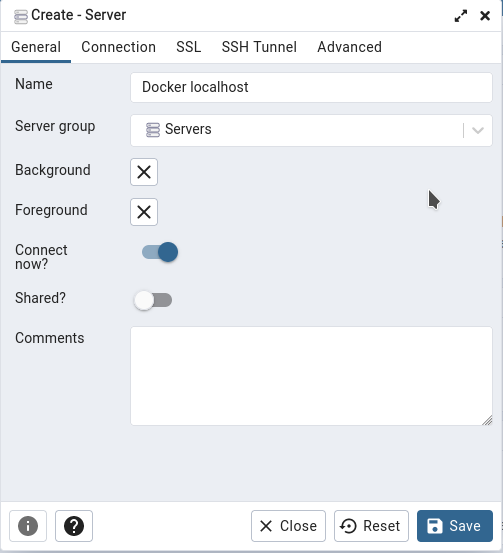 Create - Server
General Connection SSL SSH Tunnel Advanced
Name Docker localhost
Server group Servers
Background
Foreground
Connect
now?
Shared?
Comments
Close Reset Save